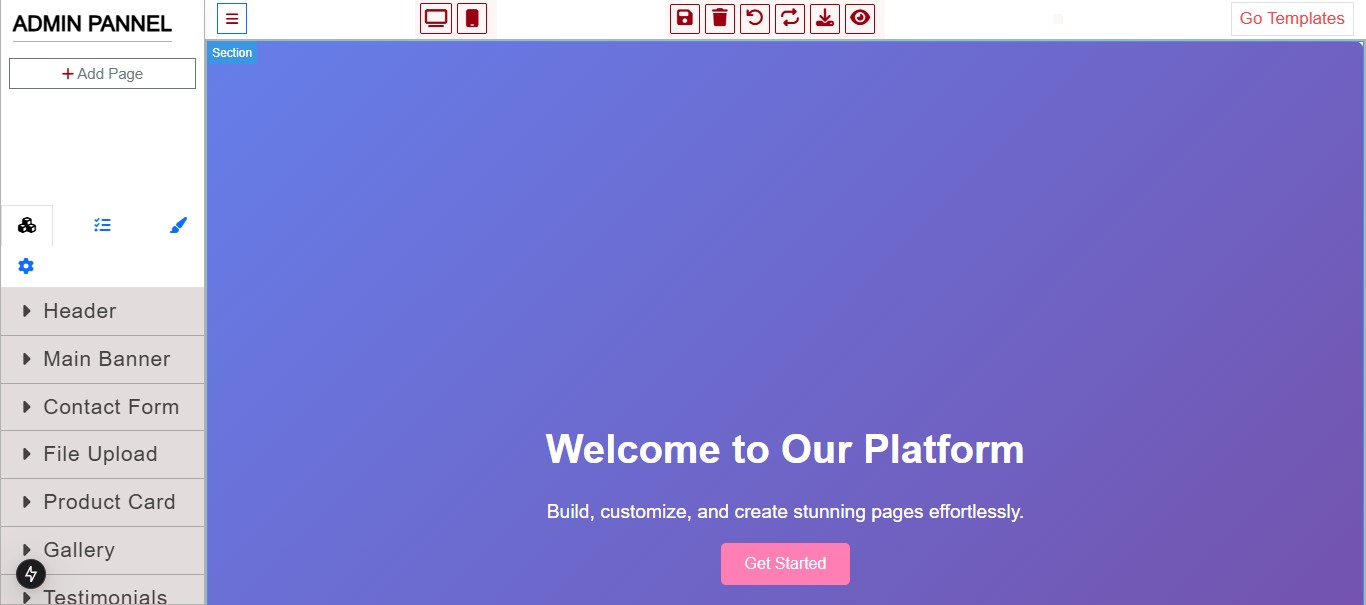 ADMIN PANNEL
Go Templates
Add Page
Section
Header
Main Banner
Contact Form
File Upload
Product Card
Gallery
Testimonials
Welcome to Our Platform
Build, customize, and create stunning pages effortlessly.
Get Started